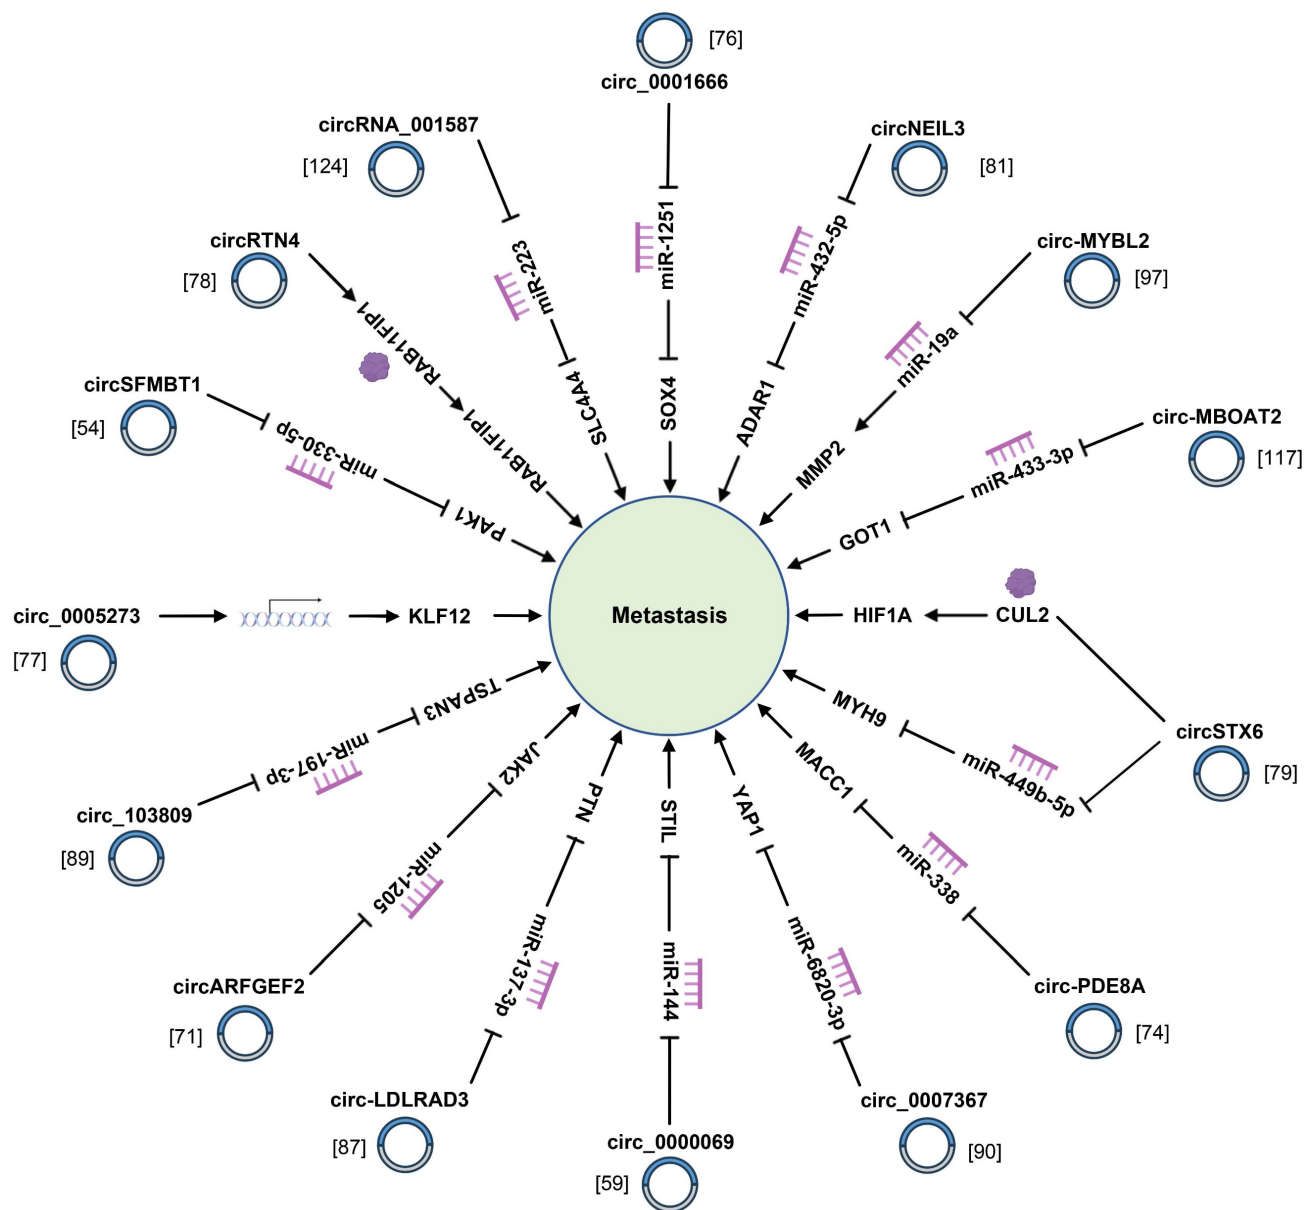 [76]
circ_0001666
miR-1251
SOX4
circNEIL3
[81]
miR-432-5p
ADAR1
circ-MYBL2
[97]
miR-19a
MMP2
circ-MBOAT2
[117]
miR-433-3p
GOT1
CUL2
HIF1A
circSTX6
[79]
miR-449b-5p
MYH9
circ-PDE8A
[74]
miR-338
MACC1
circ_0007367
[90]
miR-6820-3p
YAP1
circ_0000069
[59]
miR-144
STIL
circ-LDLRAD3
[87]
miR-137-3p
PTN
circARFGEF2
[71]
miR-1205
JAK2
circ_103809
[89]
miR-197-3p
TSPAN3
circ_0005273
[77]
KLF12
circSFMBT1
[54]
miR-330-5p
PAK1
circRTN4
[78]
RAB11FIP1
RAB11FIP1
circRNA_001587
[124]
miR-223
SLC4A4
Metastasis